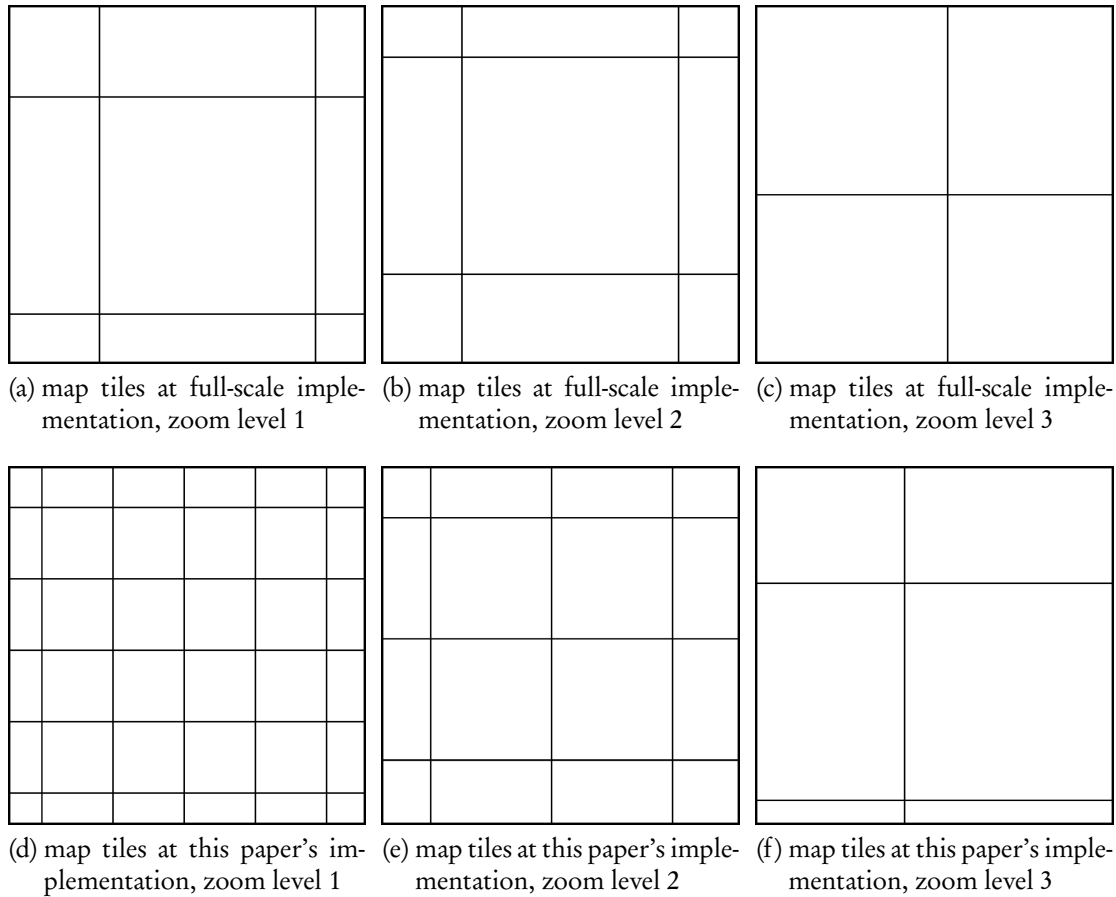 (a) map tiles at full-scale imple-
mentation, zoom level 1
(b) map tiles at full-scale imple-
mentation, zoom level 2
(c) map tiles at full-scale imple-
mentation, zoom level 3
(d) map tiles at this paper's im-
plementation, zoom level 1
(e) map tiles at this paper's imple-
mentation, zoom level 2
(f) map tiles at this paper's imple-
mentation, zoom level 3